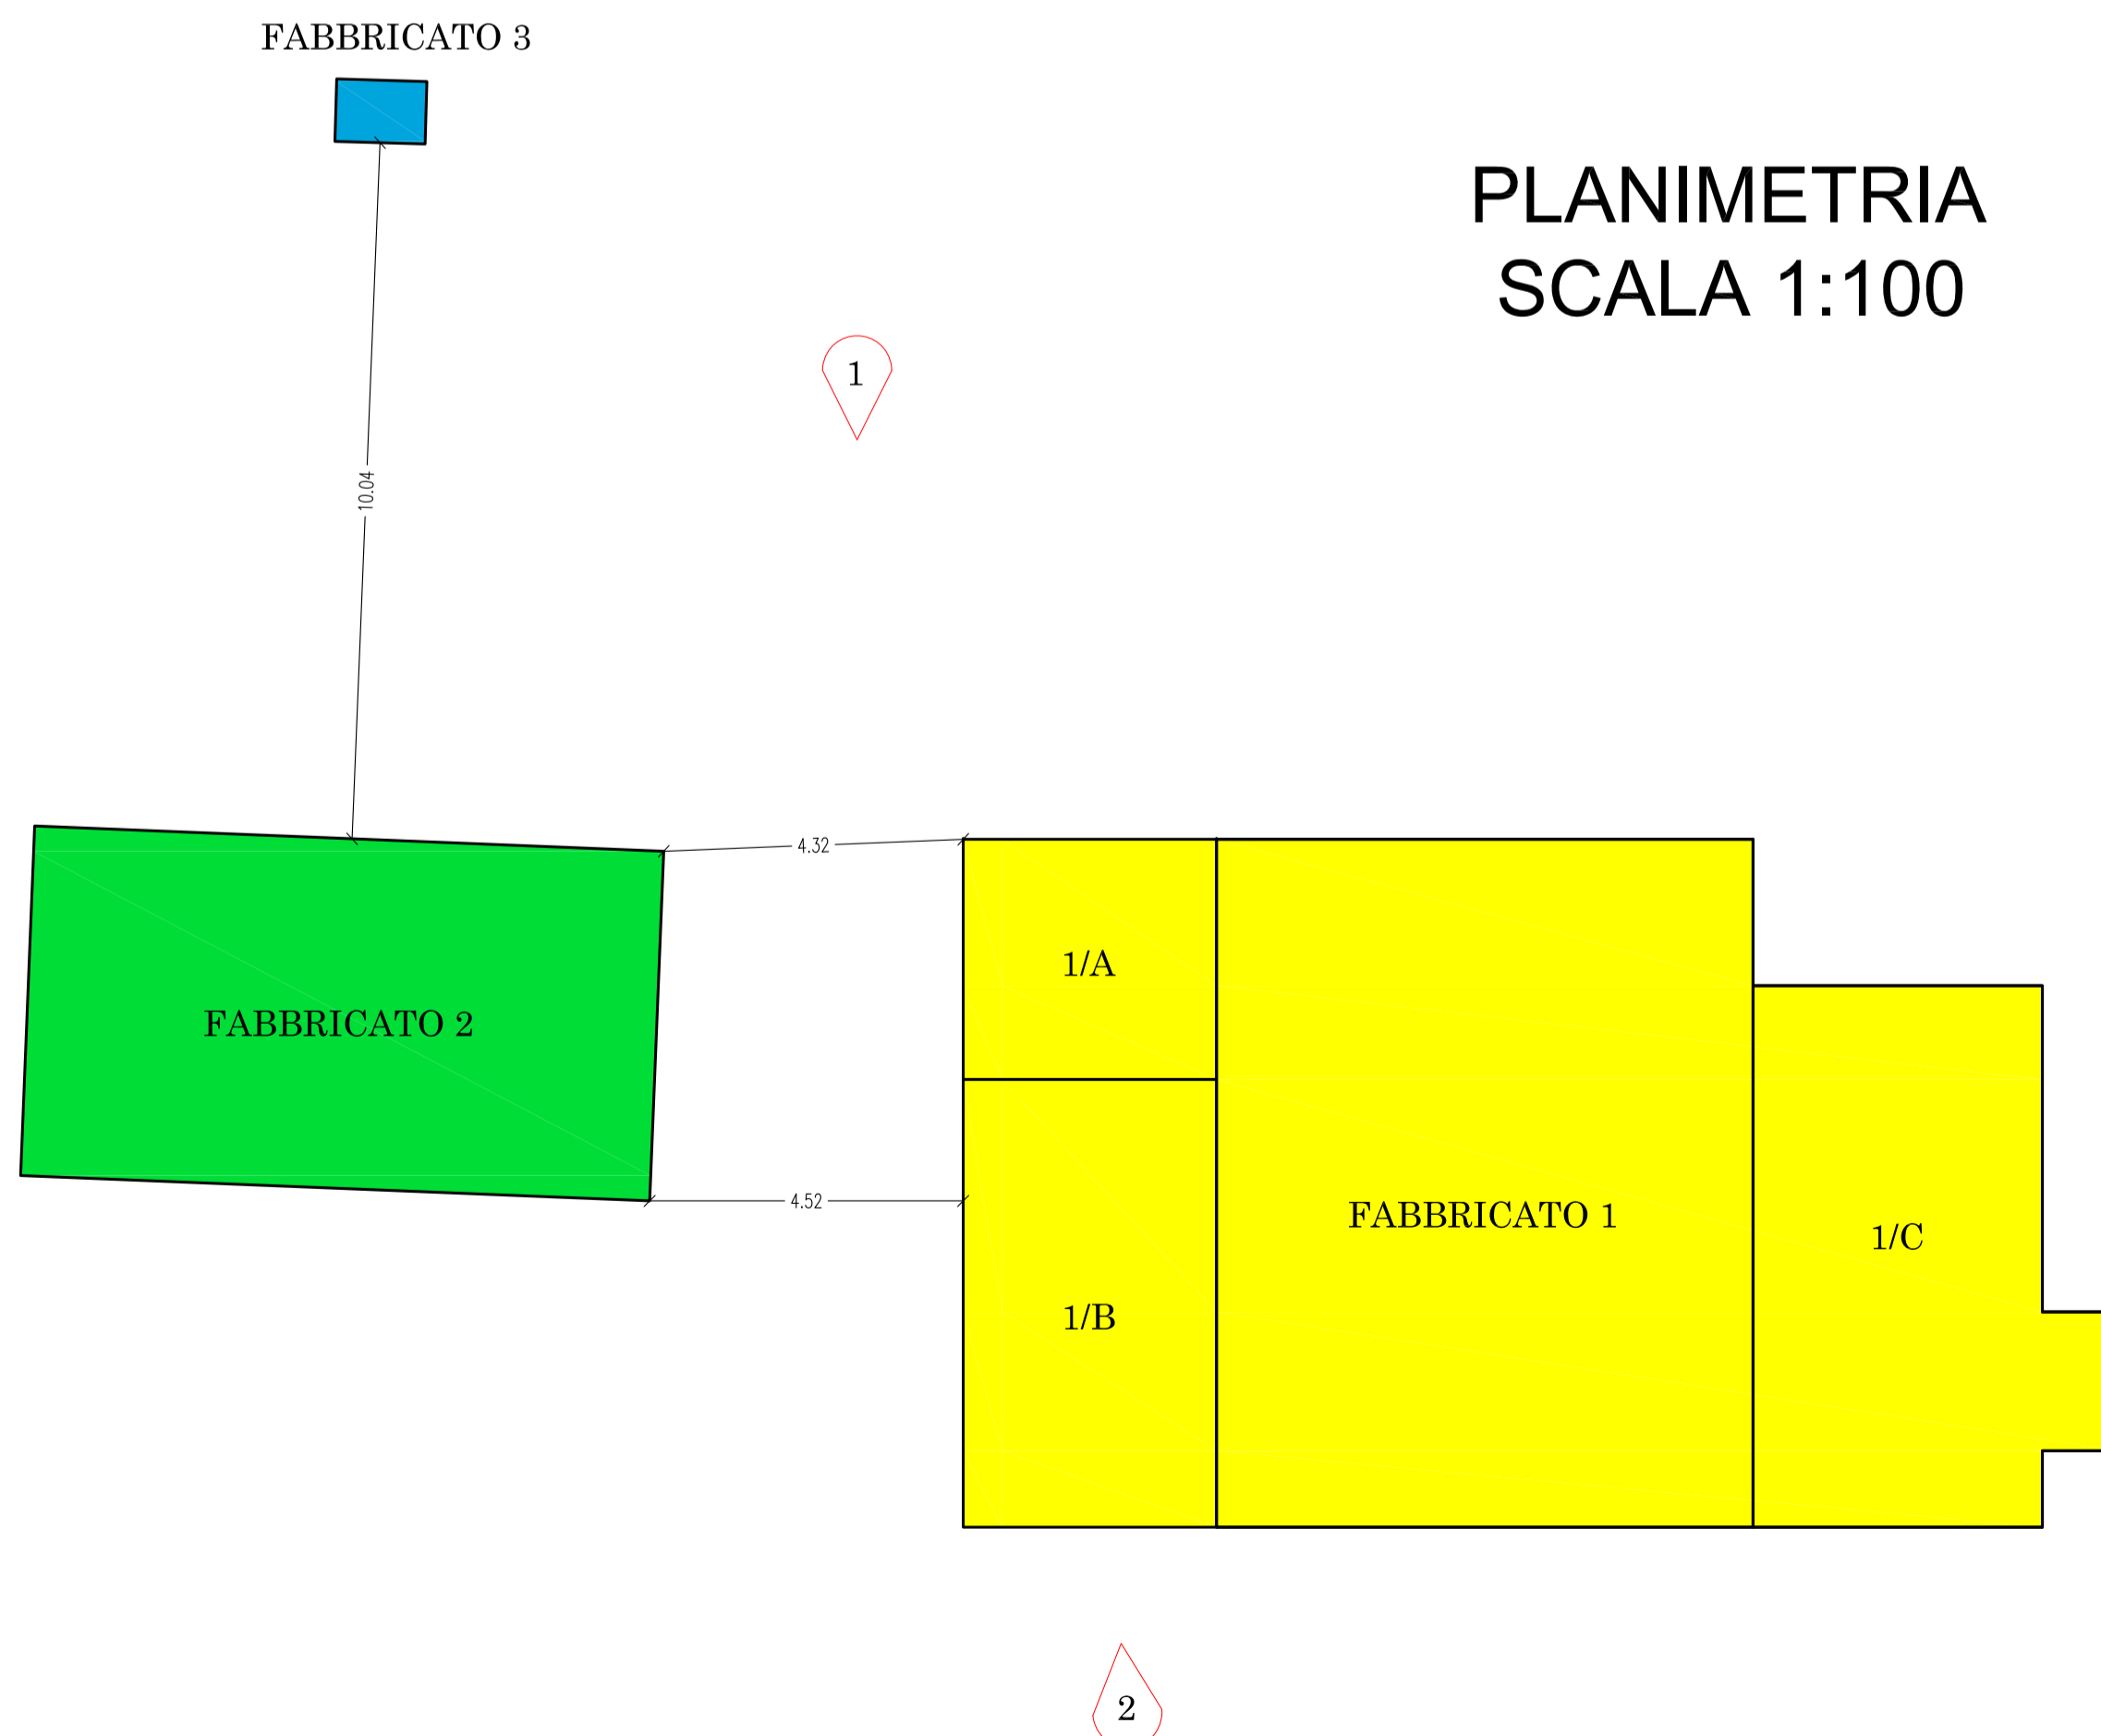 FABBRICATO 3
PLANIMETRIA
SCALA 1:100
1
10.04
4.32
1/A
FABBRICATO 2
4.52
FABBRICATO 1
1/C
1/B
2